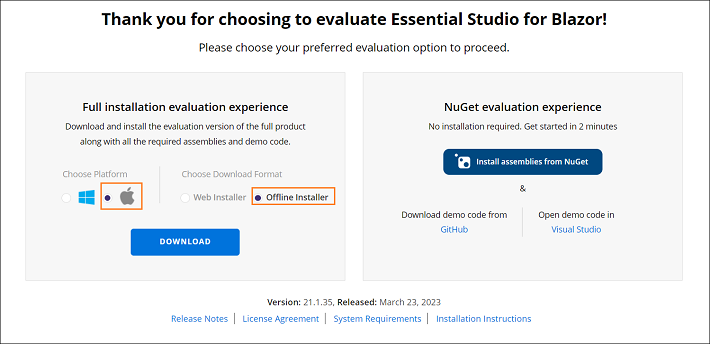 Thank you for choosing to evaluate Essential Studio for Blazor!
Please choose your preferred evaluation option to proceed.
Full installation evaluation experience
Download and install the evaluation version of the full product
along with all the required assemblies and demo code.
Choose Platform
Choose Download Format
Web Installer
Offline Installer
DOWNLOAD
NuGet evaluation experience
No installation required. Get started in 2 minutes
Install assemblies from NuGet
&
Download demo code from
GitHub
Open demo code in
Visual Studio
Version: 21.1.35, Released: March 23, 2023
Release Notes | License Agreement | System Requirements | Installation Instructions